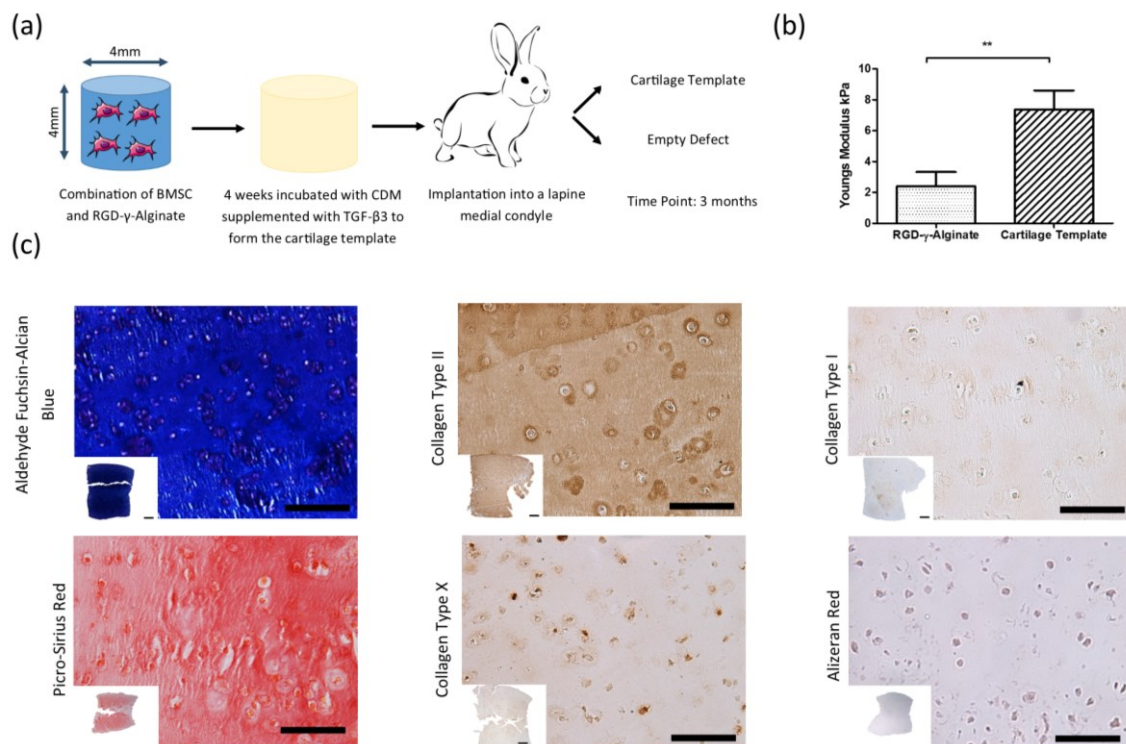 (a)
4mm
4mm
Combination of BMSC
and RGD-γ-Alginate
4 weeks incubated with CDM
supplemented with TGF-β3 to
form the cartilage template
Implantation into a lapine
medial condyle
Cartilage Template
Empty Defect
Time Point: 3 months
(b)
**
Youngs Modulus kPa
10
8
6
4
2
0
RGD-γ-Alginate
Cartilage Template
(c)
Aldehyde Fuchsin-Alcian
Blue
Collagen Type II
Collagen Type I
Picro-Sirius Red
Collagen Type X
Alizeran Red